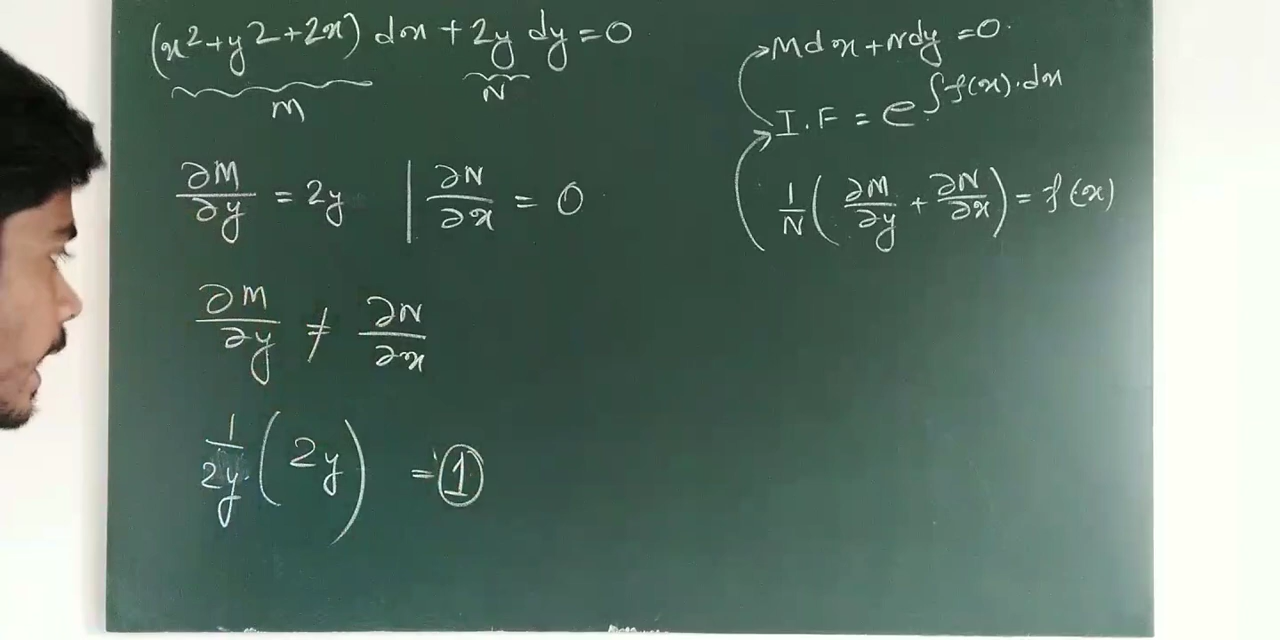 (x²+y2+2x) dx + 2y dy = 0
M
N
∂M/∂y = 2y | ∂N/∂x = 0
∂M/∂y ≠ ∂N/∂x
1/2y (2y) = ①
Mdx + Ndy = 0
I.F = e^∫f(x).dx
1/N (∂M/∂y + ∂N/∂x) = f(x)